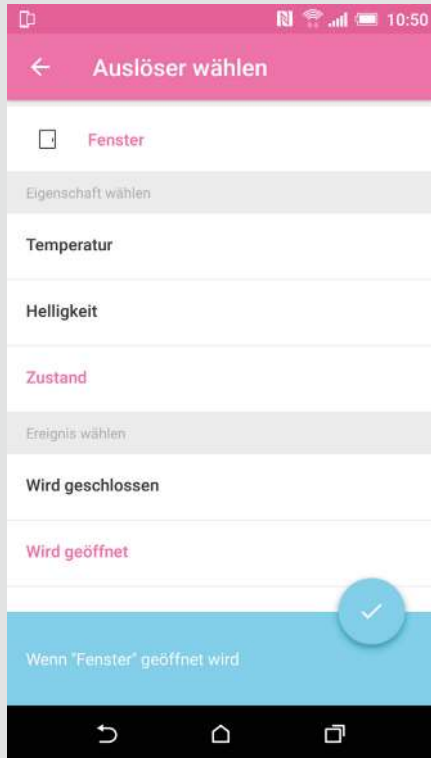 10:50
Auslöser wählen
Fenster
Eigenschaft wählen
Temperatur
Helligkeit
Zustand
Ereignis wählen
Wird geschlossen
Wird geöffnet
Wenn "Fenster" geöffnet wird